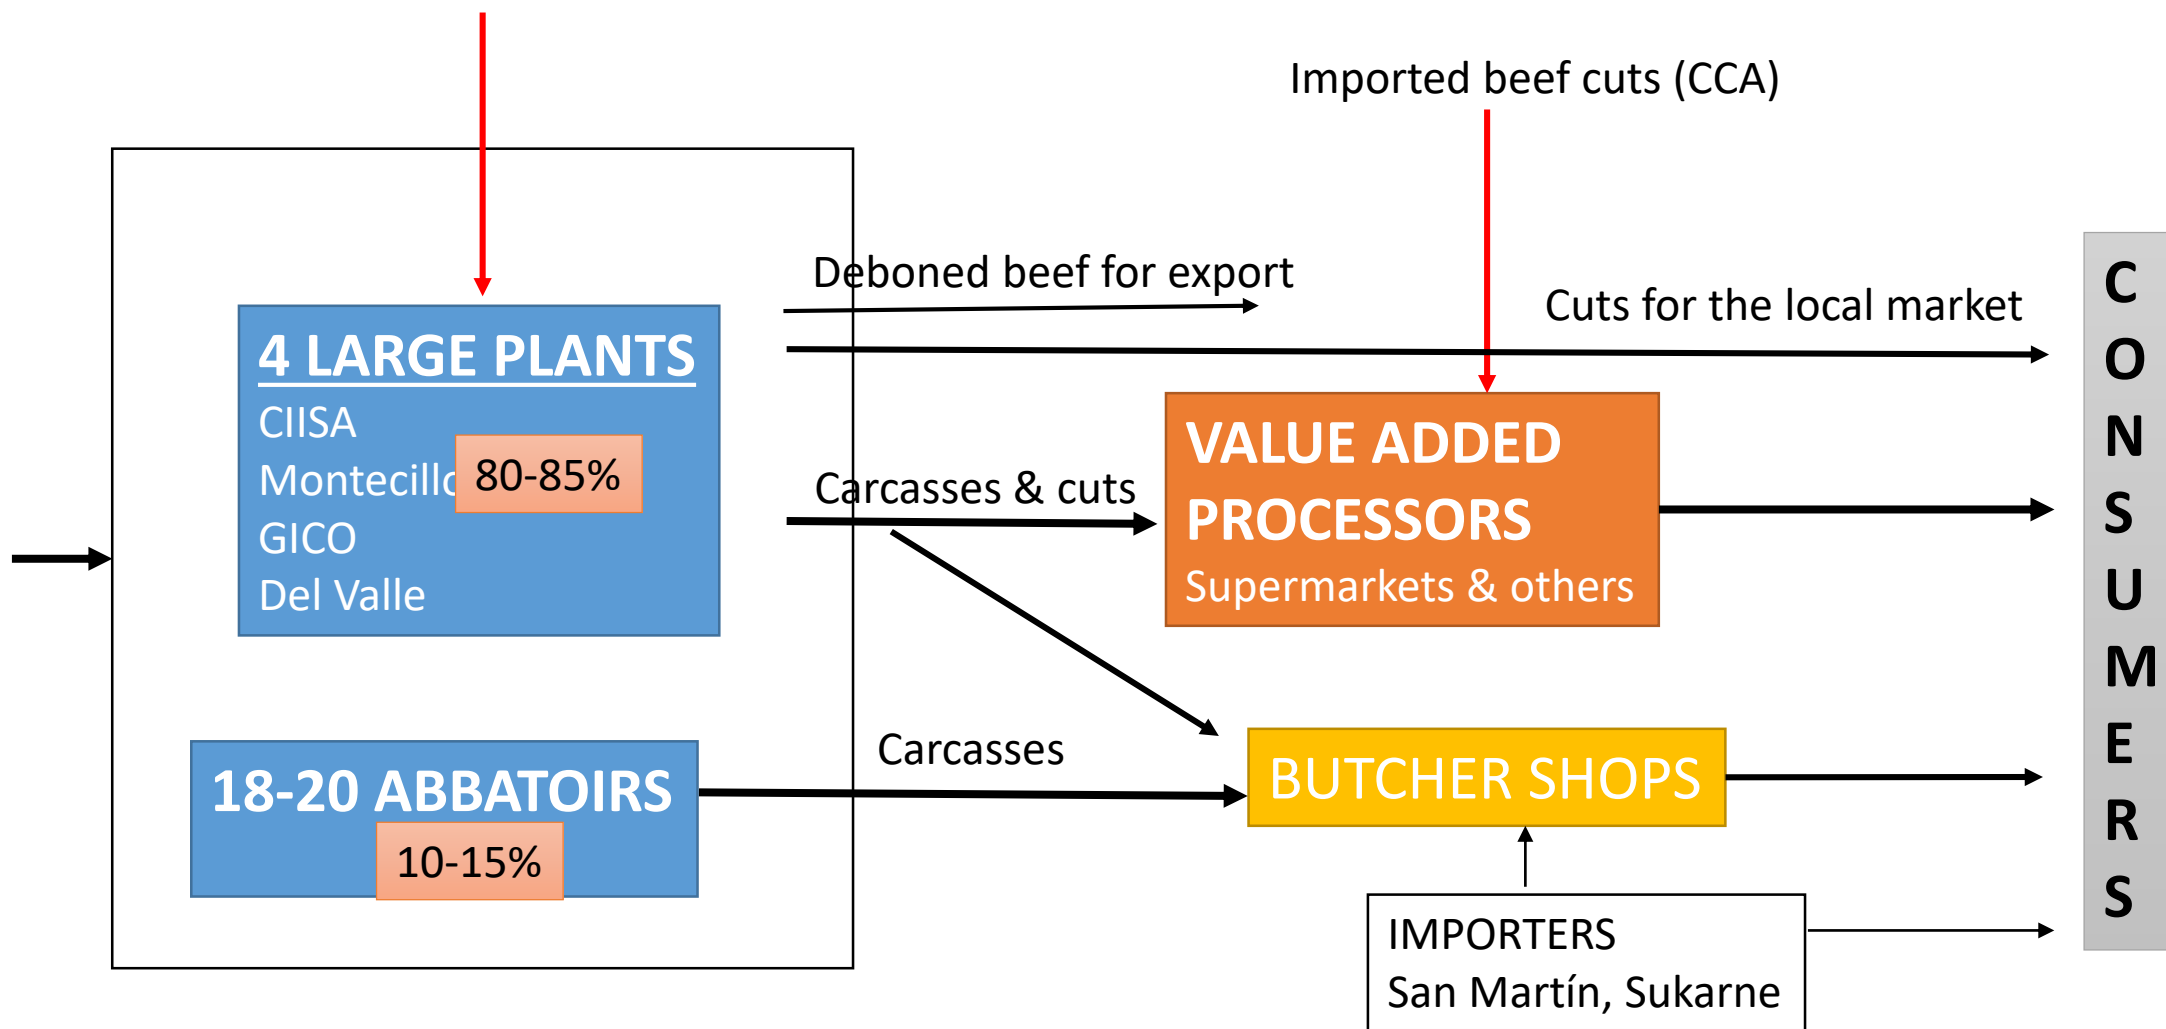 Imported beef cuts (CCA)
Deboned beef for export
Cuts for the local market
4 LARGE PLANTS
CIISA
Montecillo
GICO
Del Valle
80-85%
Carcasses & cuts
VALUE ADDED
PROCESSORS
Supermarkets & others
18-20 ABBATOIRS
10-15%
Carcasses
BUTCHER SHOPS
IMPORTERS
San Martín, Sukarne
CONSUMERS